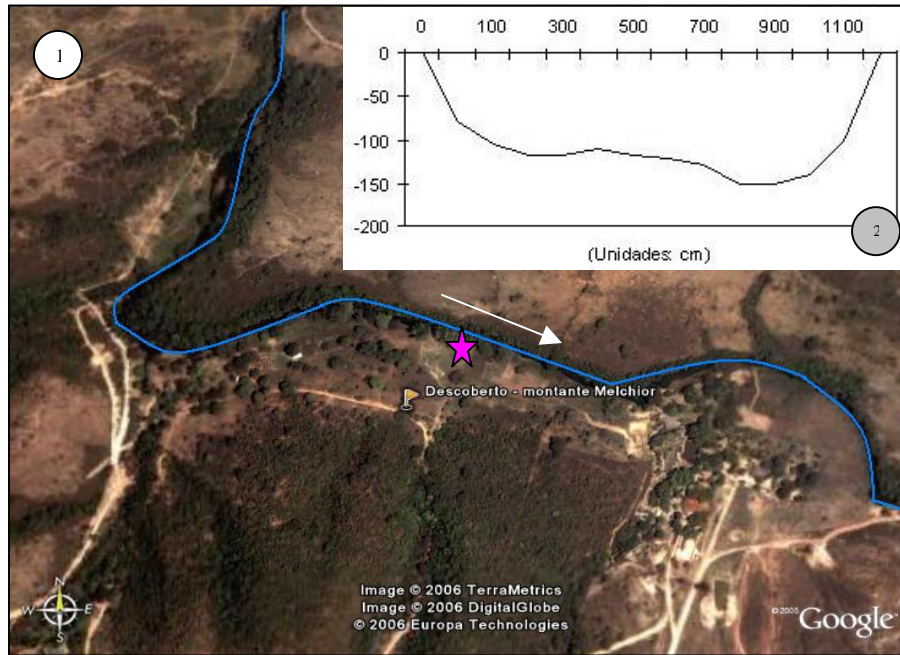 1
0 100 300 500 700 900 1100
0
-50
-100
-150
-200
2
(Unidades: cm)
Descoberto - montante Melchior
N
W E
S
Image © 2006 TerraMetrics
Image © 2006 DigitalGlobe
© 2006 Europa Technologies
©2005 Google™